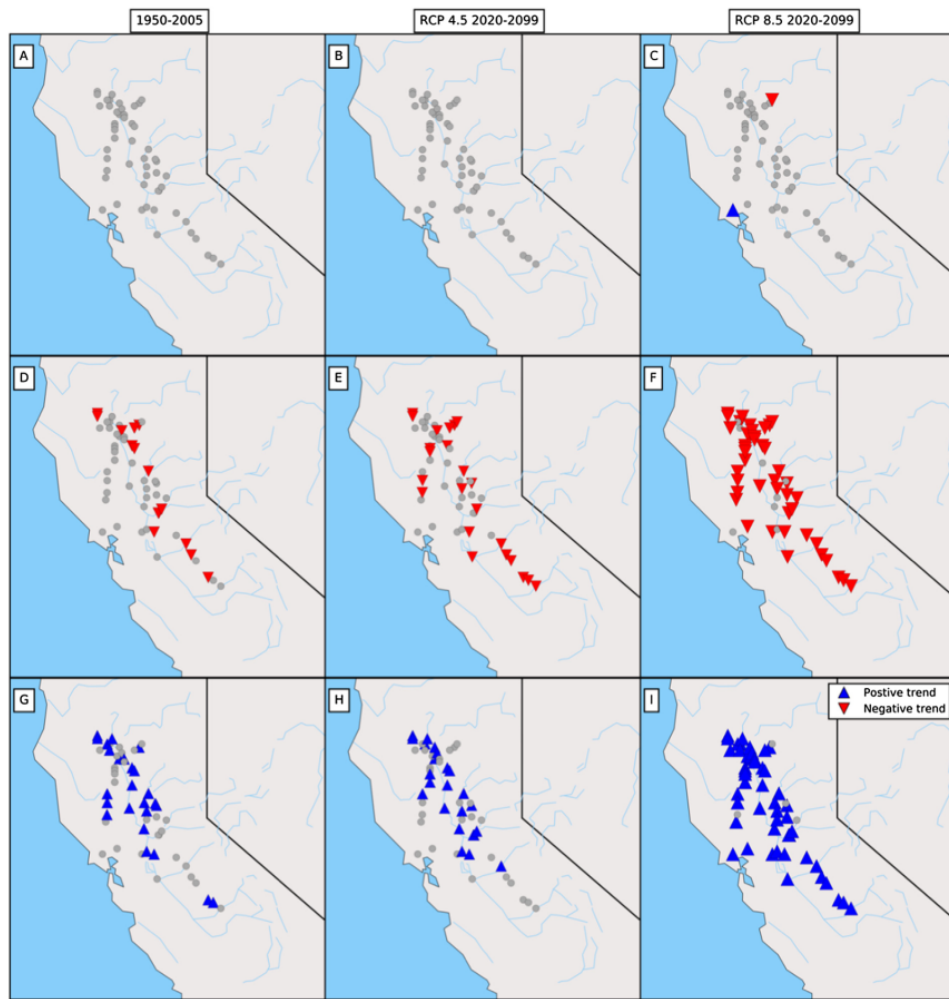 1950-2005
RCP 4.5 2020-2099
RCP 8.5 2020-2099
A
B
C
D
E
F
G
H
I
Postive trend
Negative trend